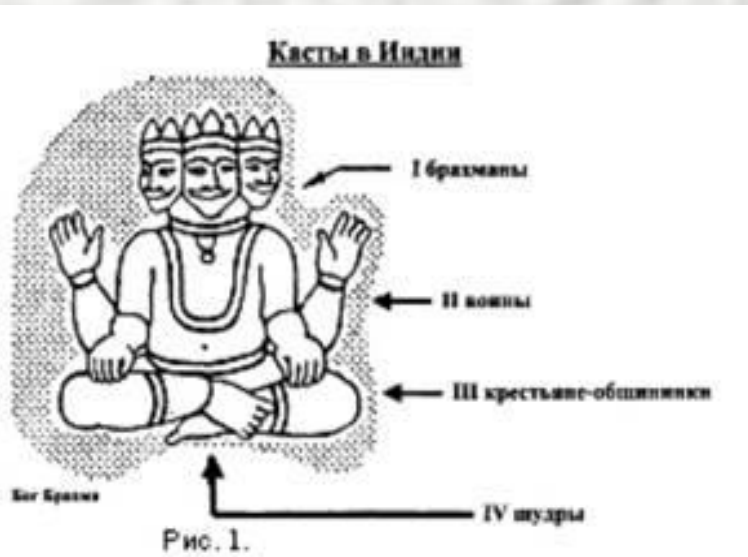 Касты в Индии
I брахманы
II воины
III крестьяне-общинники
Бог Брахма
IV шудры
Рис. 1.